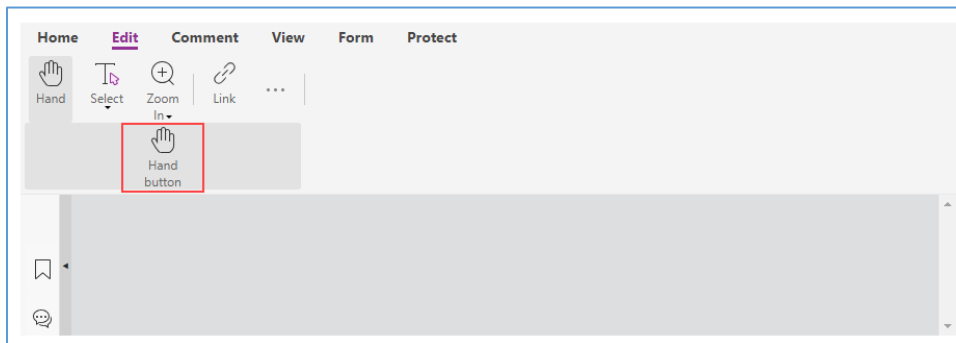 Home Edit Comment View Form Protect
Hand Select Zoom In Link ...
Hand
button